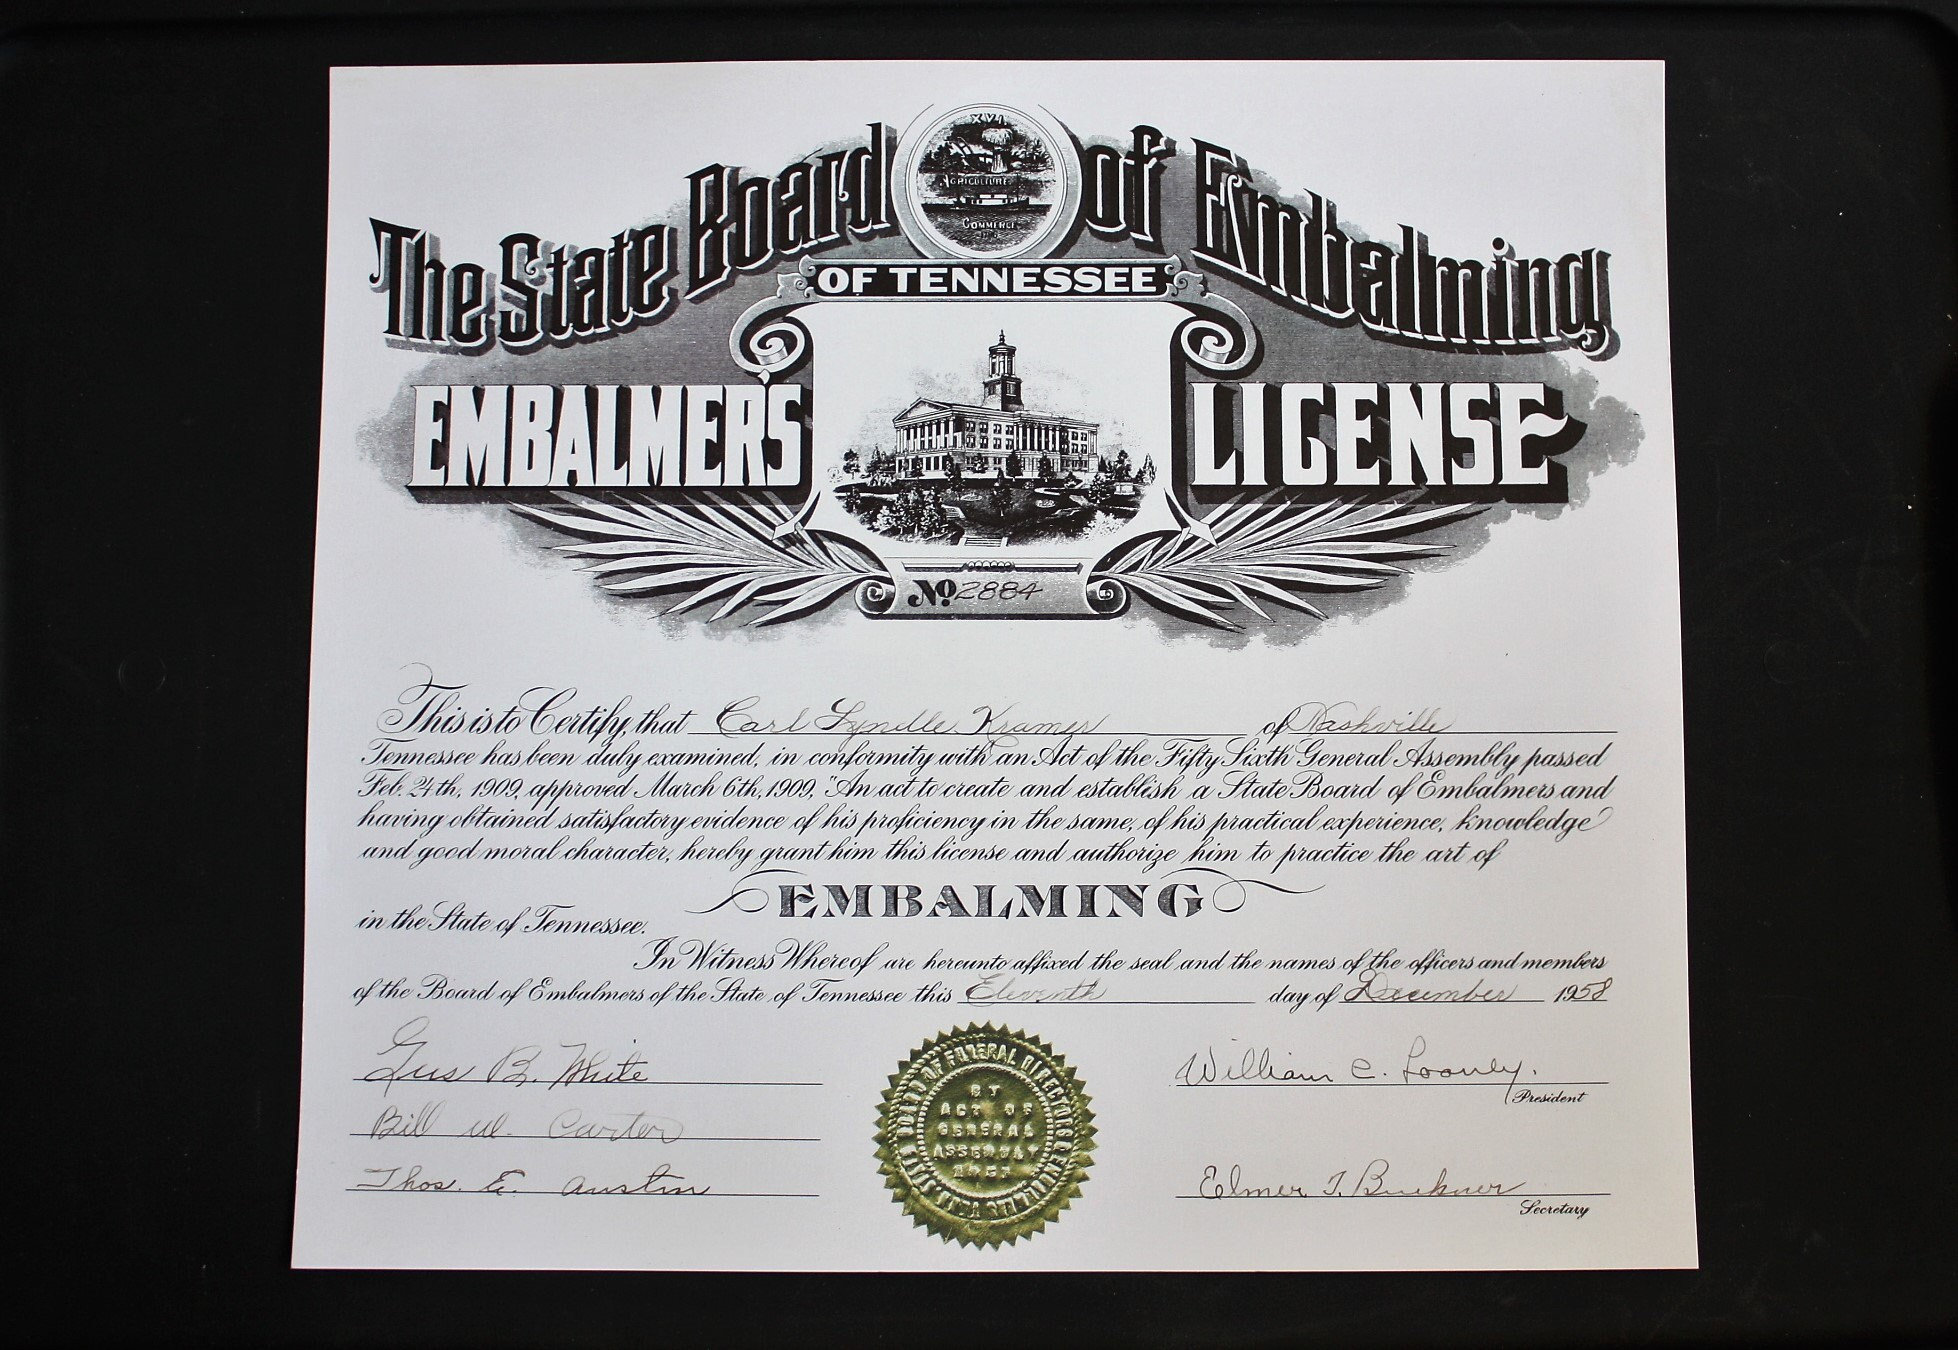 The State Board of Embalming
XVI
AGRICULTURE
COMMERCE
OF TENNESSEE
EMBALMER'S LICENSE
No 2884
This is to Certify, that Carl Lyndle Kramer of Nashville
Tennessee has been duly examined, in conformity with an Act of the Fifty Sixth General Assembly passed
Feb. 24th, 1909, approved March 6th, 1909, "An act to create and establish a State Board of Embalmers and
having obtained satisfactory evidence of his proficiency in the same, of his practical experience, knowledge
and good moral character, hereby grant him this license and authorize him to practice the art of
EMBALMING
in the State of Tennessee.
In Witness Whereof are hereunto affixed the seal and the names of the officers and members
of the Board of Embalmers of the State of Tennessee this Eleventh day of December 1958
Gus B. White
William C. Looney.
President
Bill W. Carter
Thos. E. Austin
Elmer T. Buckner
Secretary
BOARD OF FUNERAL DIRECTORS
BY
ACT OF
GENERAL
ASSEMBLY